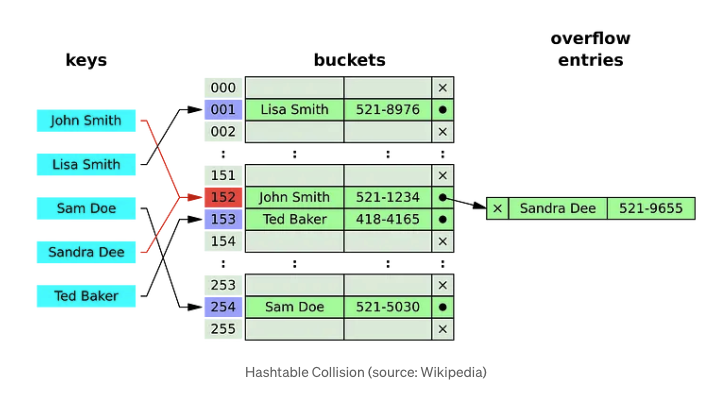 keys
buckets
overflow
entries
John Smith
Lisa Smith
Sam Doe
Sandra Dee
Ted Baker
000 ×
001 Lisa Smith 521-8976 ●
002 ×
: : : :
151 ×
152 John Smith 521-1234 ●
153 Ted Baker 418-4165 ●
154 ×
: : : :
253 ×
254 Sam Doe 521-5030 ●
255 ×
× Sandra Dee 521-9655
Hashtable Collision (source: Wikipedia)